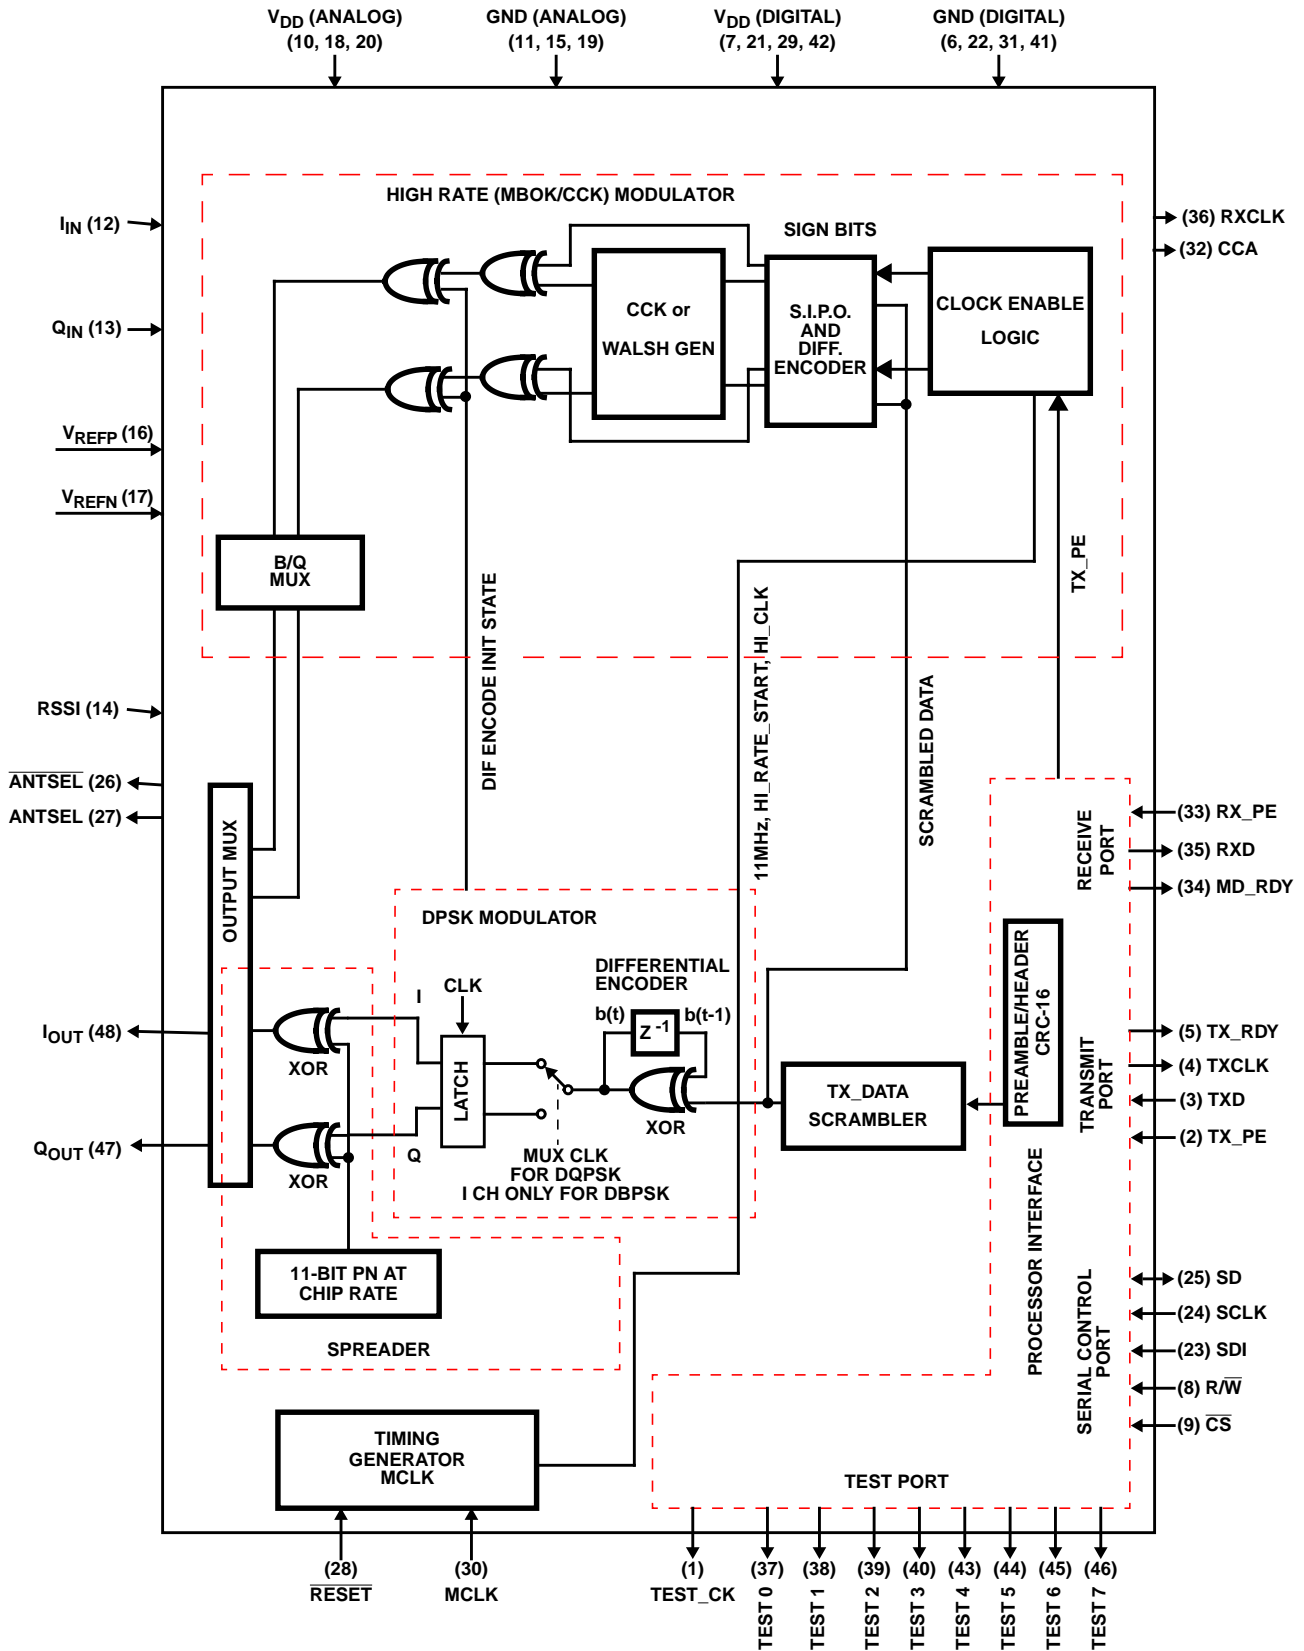 VDD (ANALOG)
(10, 18, 20)
GND (ANALOG)
(11, 15, 19)
VDD (DIGITAL)
(7, 21, 29, 42)
GND (DIGITAL)
(6, 22, 31, 41)
HIGH RATE (MBOK/CCK) MODULATOR
IIN (12)
QIN (13)
VREFP (16)
VREFN (17)
RSSI (14)
A̅N̅T̅S̅E̅L̅ (26)
ANTSEL (27)
IOUT (48)
QOUT (47)
(36) RXCLK
(32) CCA
SIGN BITS
CCK or
WALSH GEN
S.I.P.O.
AND
DIFF.
ENCODER
CLOCK ENABLE
LOGIC
B/Q
MUX
DIF ENCODE INIT STATE
11MHz, HI_RATE_START, HI_CLK
SCRAMBLED DATA
TX_PE
OUTPUT MUX
DPSK MODULATOR
DIFFERENTIAL
ENCODER
I
CLK
b(t)
Z -1
b(t-1)
LATCH
XOR
XOR
XOR
Q
MUX CLK
FOR DQPSK
I CH ONLY FOR DBPSK
TX_DATA
SCRAMBLER
PREAMBLE/HEADER
CRC-16
RECEIVE
PORT
TRANSMIT
PORT
PROCESSOR INTERFACE
SERIAL CONTROL
PORT
(33) RX_PE
(35) RXD
(34) MD_RDY
(5) TX_RDY
(4) TXCLK
(3) TXD
(2) TX_PE
(25) SD
(24) SCLK
(23) SDI
(8) R/W̅
(9) C̅S̅
11-BIT PN AT
CHIP RATE
SPREADER
TIMING
GENERATOR
MCLK
TEST PORT
(28)
R̅E̅S̅E̅T̅
(30)
MCLK
(1)
TEST_CK
(37)
TEST 0
(38)
TEST 1
(39)
TEST 2
(40)
TEST 3
(43)
TEST 4
(44)
TEST 5
(45)
TEST 6
(46)
TEST 7